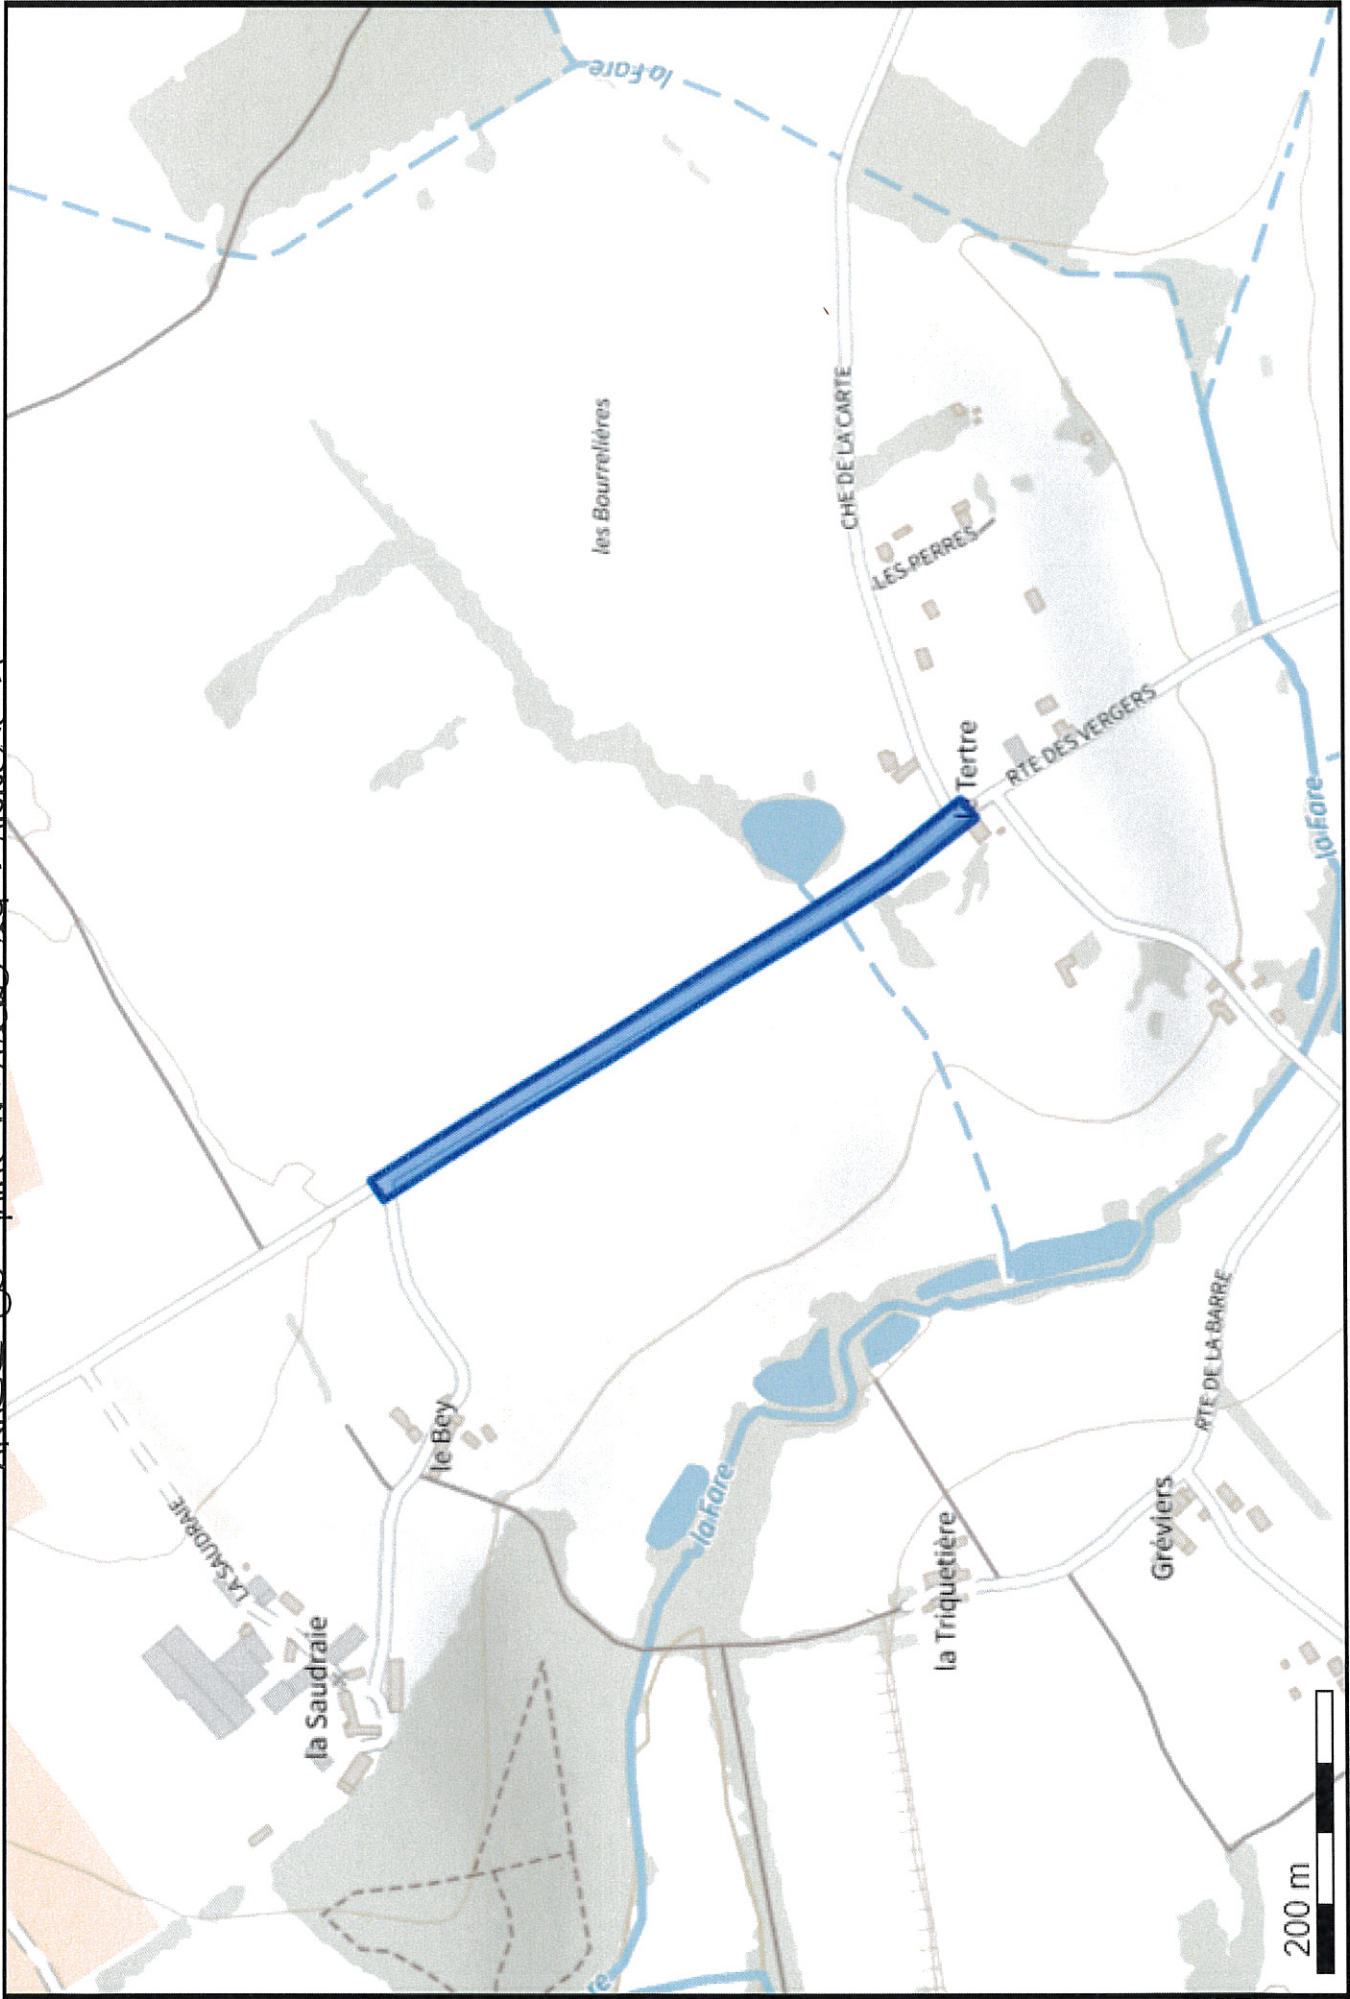 la Fare
les Bourrelières
CHE DE LA CARTE
LES PERRES
le Tertre
RTE DES VERGERS
la Fare
le Bey
LA SAUDRAIE
la Saudraie
la Fare
la Triquetière
Gréviers
RTE DE LA BARRE
200 m